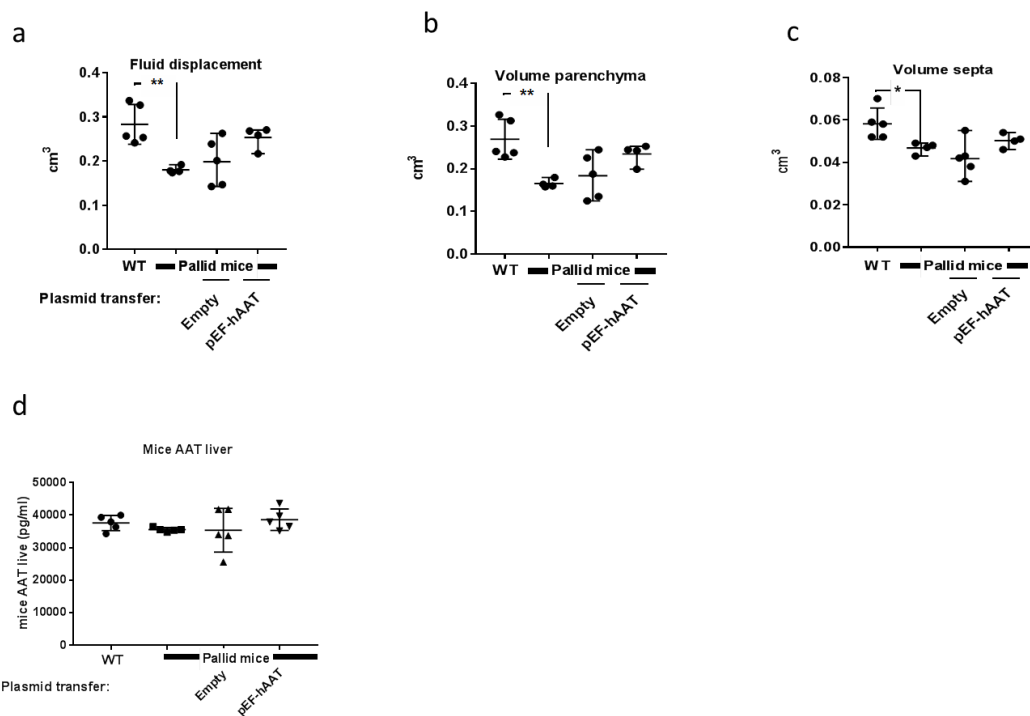 a
Fluid displacement
0.4
0.3
0.2
0.1
0.0
cm³
**
WT
Pallid mice
Plasmid transfer:
Empty
pEF-hAAT
b
Volume parenchyma
0.4
0.3
0.2
0.1
0.0
cm³
**
WT
Pallid mice
Empty
pEF-hAAT
c
Volume septa
0.08
0.06
0.04
0.02
0.00
cm³
*
WT
Pallid mice
Empty
pEF-hAAT
d
Mice AAT liver
50000
40000
30000
20000
10000
0
mice AAT live (pg/ml)
WT
Pallid mice
Plasmid transfer:
Empty
pEF-hAAT